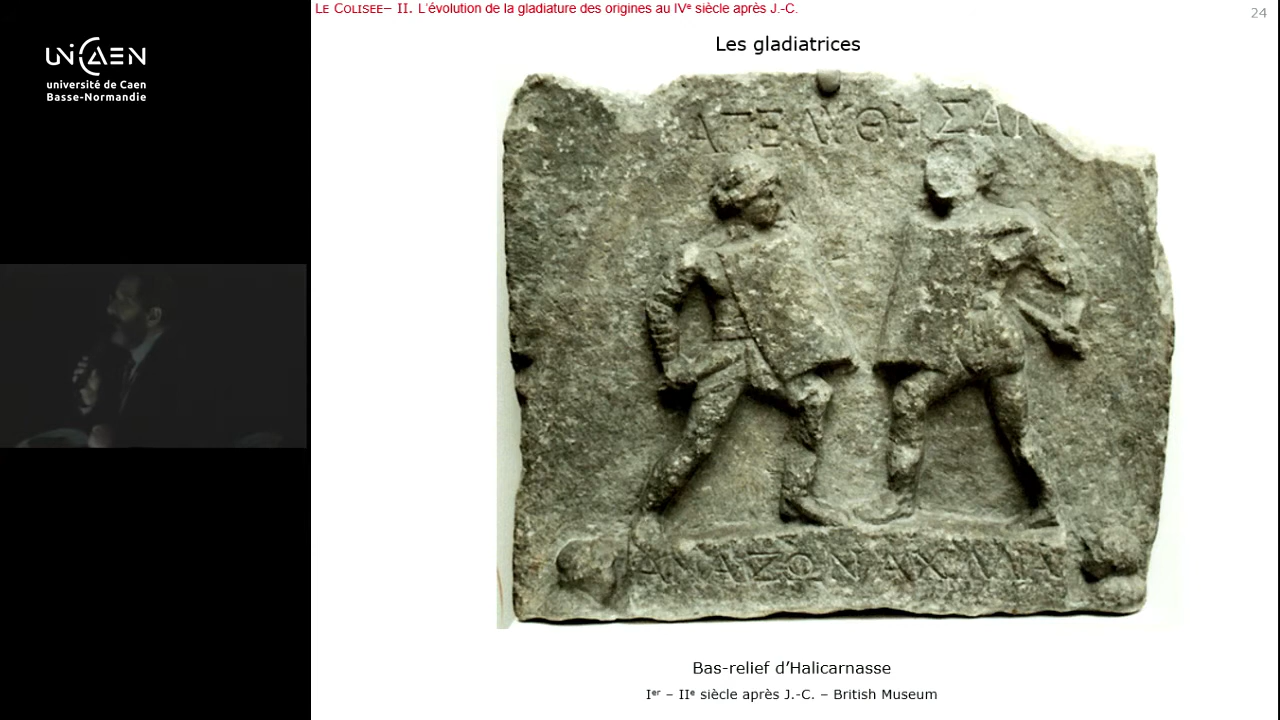 LE COLISEE– II. L'évolution de la gladiature des origines au IVᵉ siècle après J.-C.
24
UNICAEN
université de Caen
Basse-Normandie
Les gladiatrices
ΑΠΕΛΥΘΗΣΑΝ
ΑΜΑΖΩΝ ΑΧΙΛΛΙΑ
Bas-relief d'Halicarnasse
Iᵉʳ – IIᵉ siècle après J.-C. – British Museum